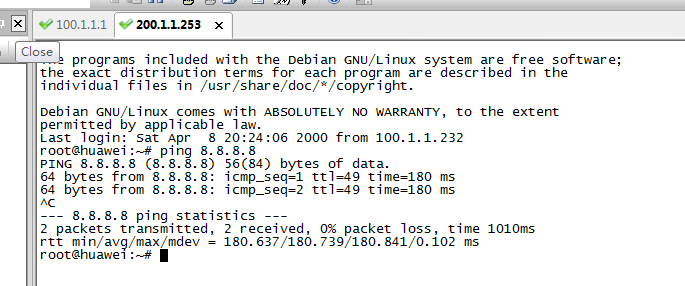 100.1.1.1
200.1.1.253
Close
programs included with the Debian GNU/Linux system are free software;
the exact distribution terms for each program are described in the
individual files in /usr/share/doc/*/copyright.
Debian GNU/Linux comes with ABSOLUTELY NO WARRANTY, to the extent
permitted by applicable law.
Last login: Sat Apr  8 20:24:06 2000 from 100.1.1.232
root@huawei:~# ping 8.8.8.8
PING 8.8.8.8 (8.8.8.8) 56(84) bytes of data.
64 bytes from 8.8.8.8: icmp_seq=1 ttl=49 time=180 ms
64 bytes from 8.8.8.8: icmp_seq=2 ttl=49 time=180 ms
^C
--- 8.8.8.8 ping statistics ---
2 packets transmitted, 2 received, 0% packet loss, time 1010ms
rtt min/avg/max/mdev = 180.637/180.739/180.841/0.102 ms
root@huawei:~#